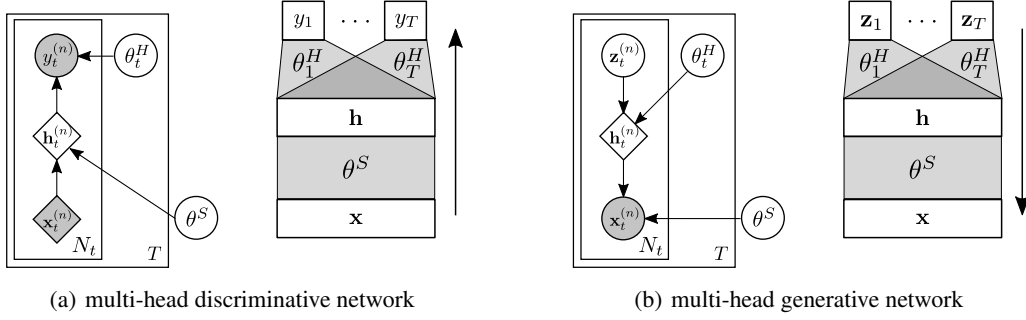 y_t^{(n)} θ_t^H
h_t^{(n)}
x_t^{(n)} θ^S
N_t T
y_1 ... y_T
θ_1^H θ_T^H
h
θ^S
x
(a) multi-head discriminative network
z_t^{(n)} θ_t^H
h_t^{(n)}
x_t^{(n)} θ^S
N_t T
z_1 ... z_T
θ_1^H θ_T^H
h
θ^S
x
(b) multi-head generative network